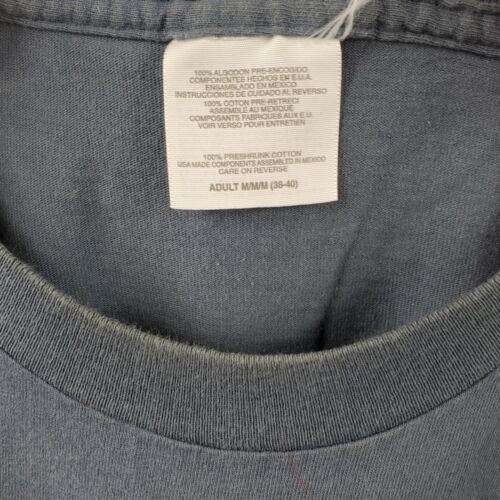 100% ALGODON PRE-ENCOGIDO
COMPONENTES HECHOS EN E.U.A.
ENSAMBLADO EN MEXICO
INSTRUCCIONES DE CUIDADO AL REVERSO
100% COTON PRE-RETRECI
ASSEMBLE AU MEXIQUE
COMPOSANTS FABRIQUES AUX E.U.
VOIR VERSO POUR ENTRETIEN
100% PRESHRUNK COTTON
USA MADE COMPONENTS ASSEMBLED IN MEXICO
CARE ON REVERSE
ADULT M/M/M (38-40)